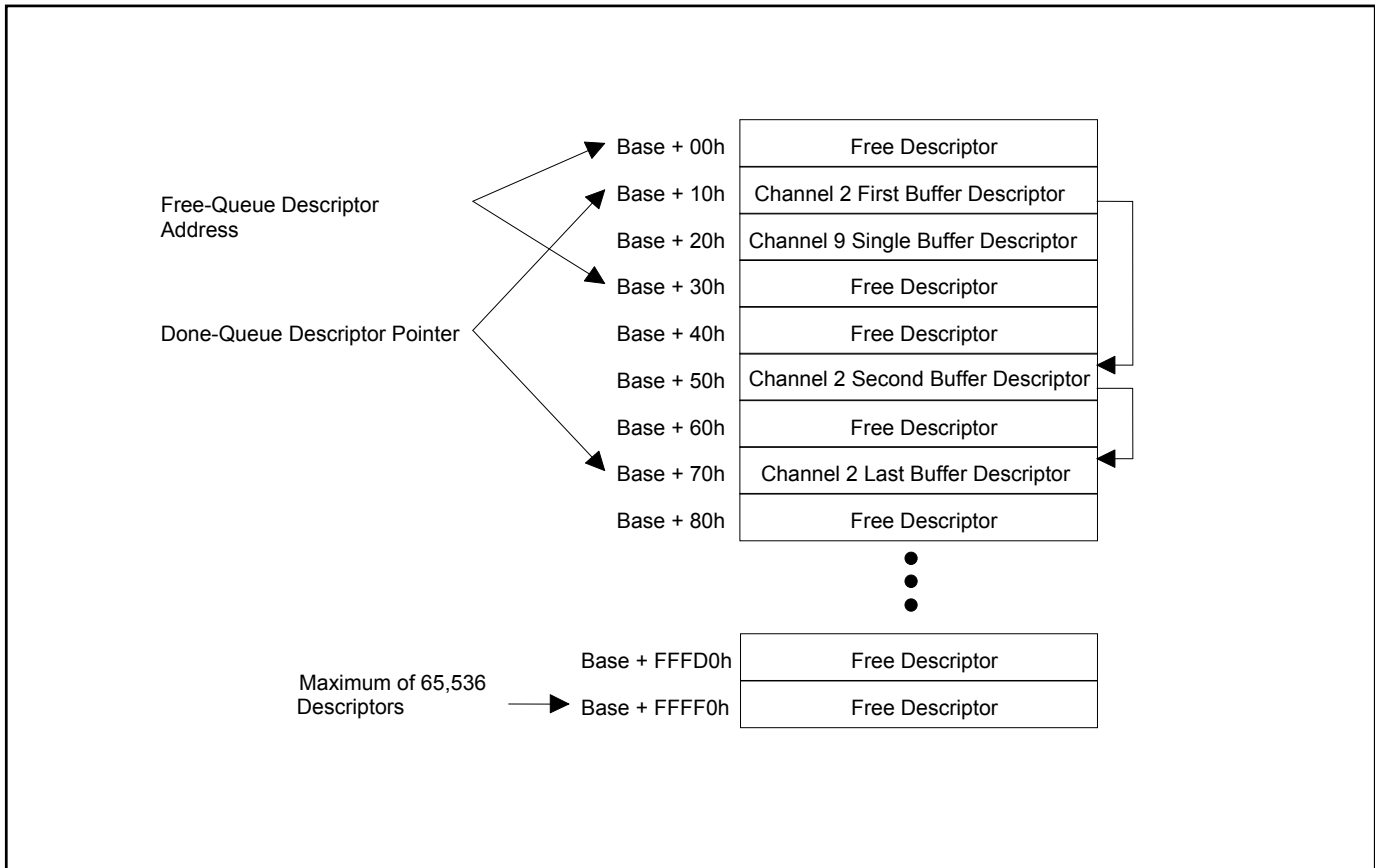 Base + 00h Free Descriptor
Free-Queue Descriptor
Address
Base + 10h Channel 2 First Buffer Descriptor
Base + 20h Channel 9 Single Buffer Descriptor
Base + 30h Free Descriptor
Done-Queue Descriptor Pointer
Base + 40h Free Descriptor
Base + 50h Channel 2 Second Buffer Descriptor
Base + 60h Free Descriptor
Base + 70h Channel 2 Last Buffer Descriptor
Base + 80h Free Descriptor
Base + FFFD0h Free Descriptor
Maximum of 65,536
Descriptors
Base + FFFF0h Free Descriptor